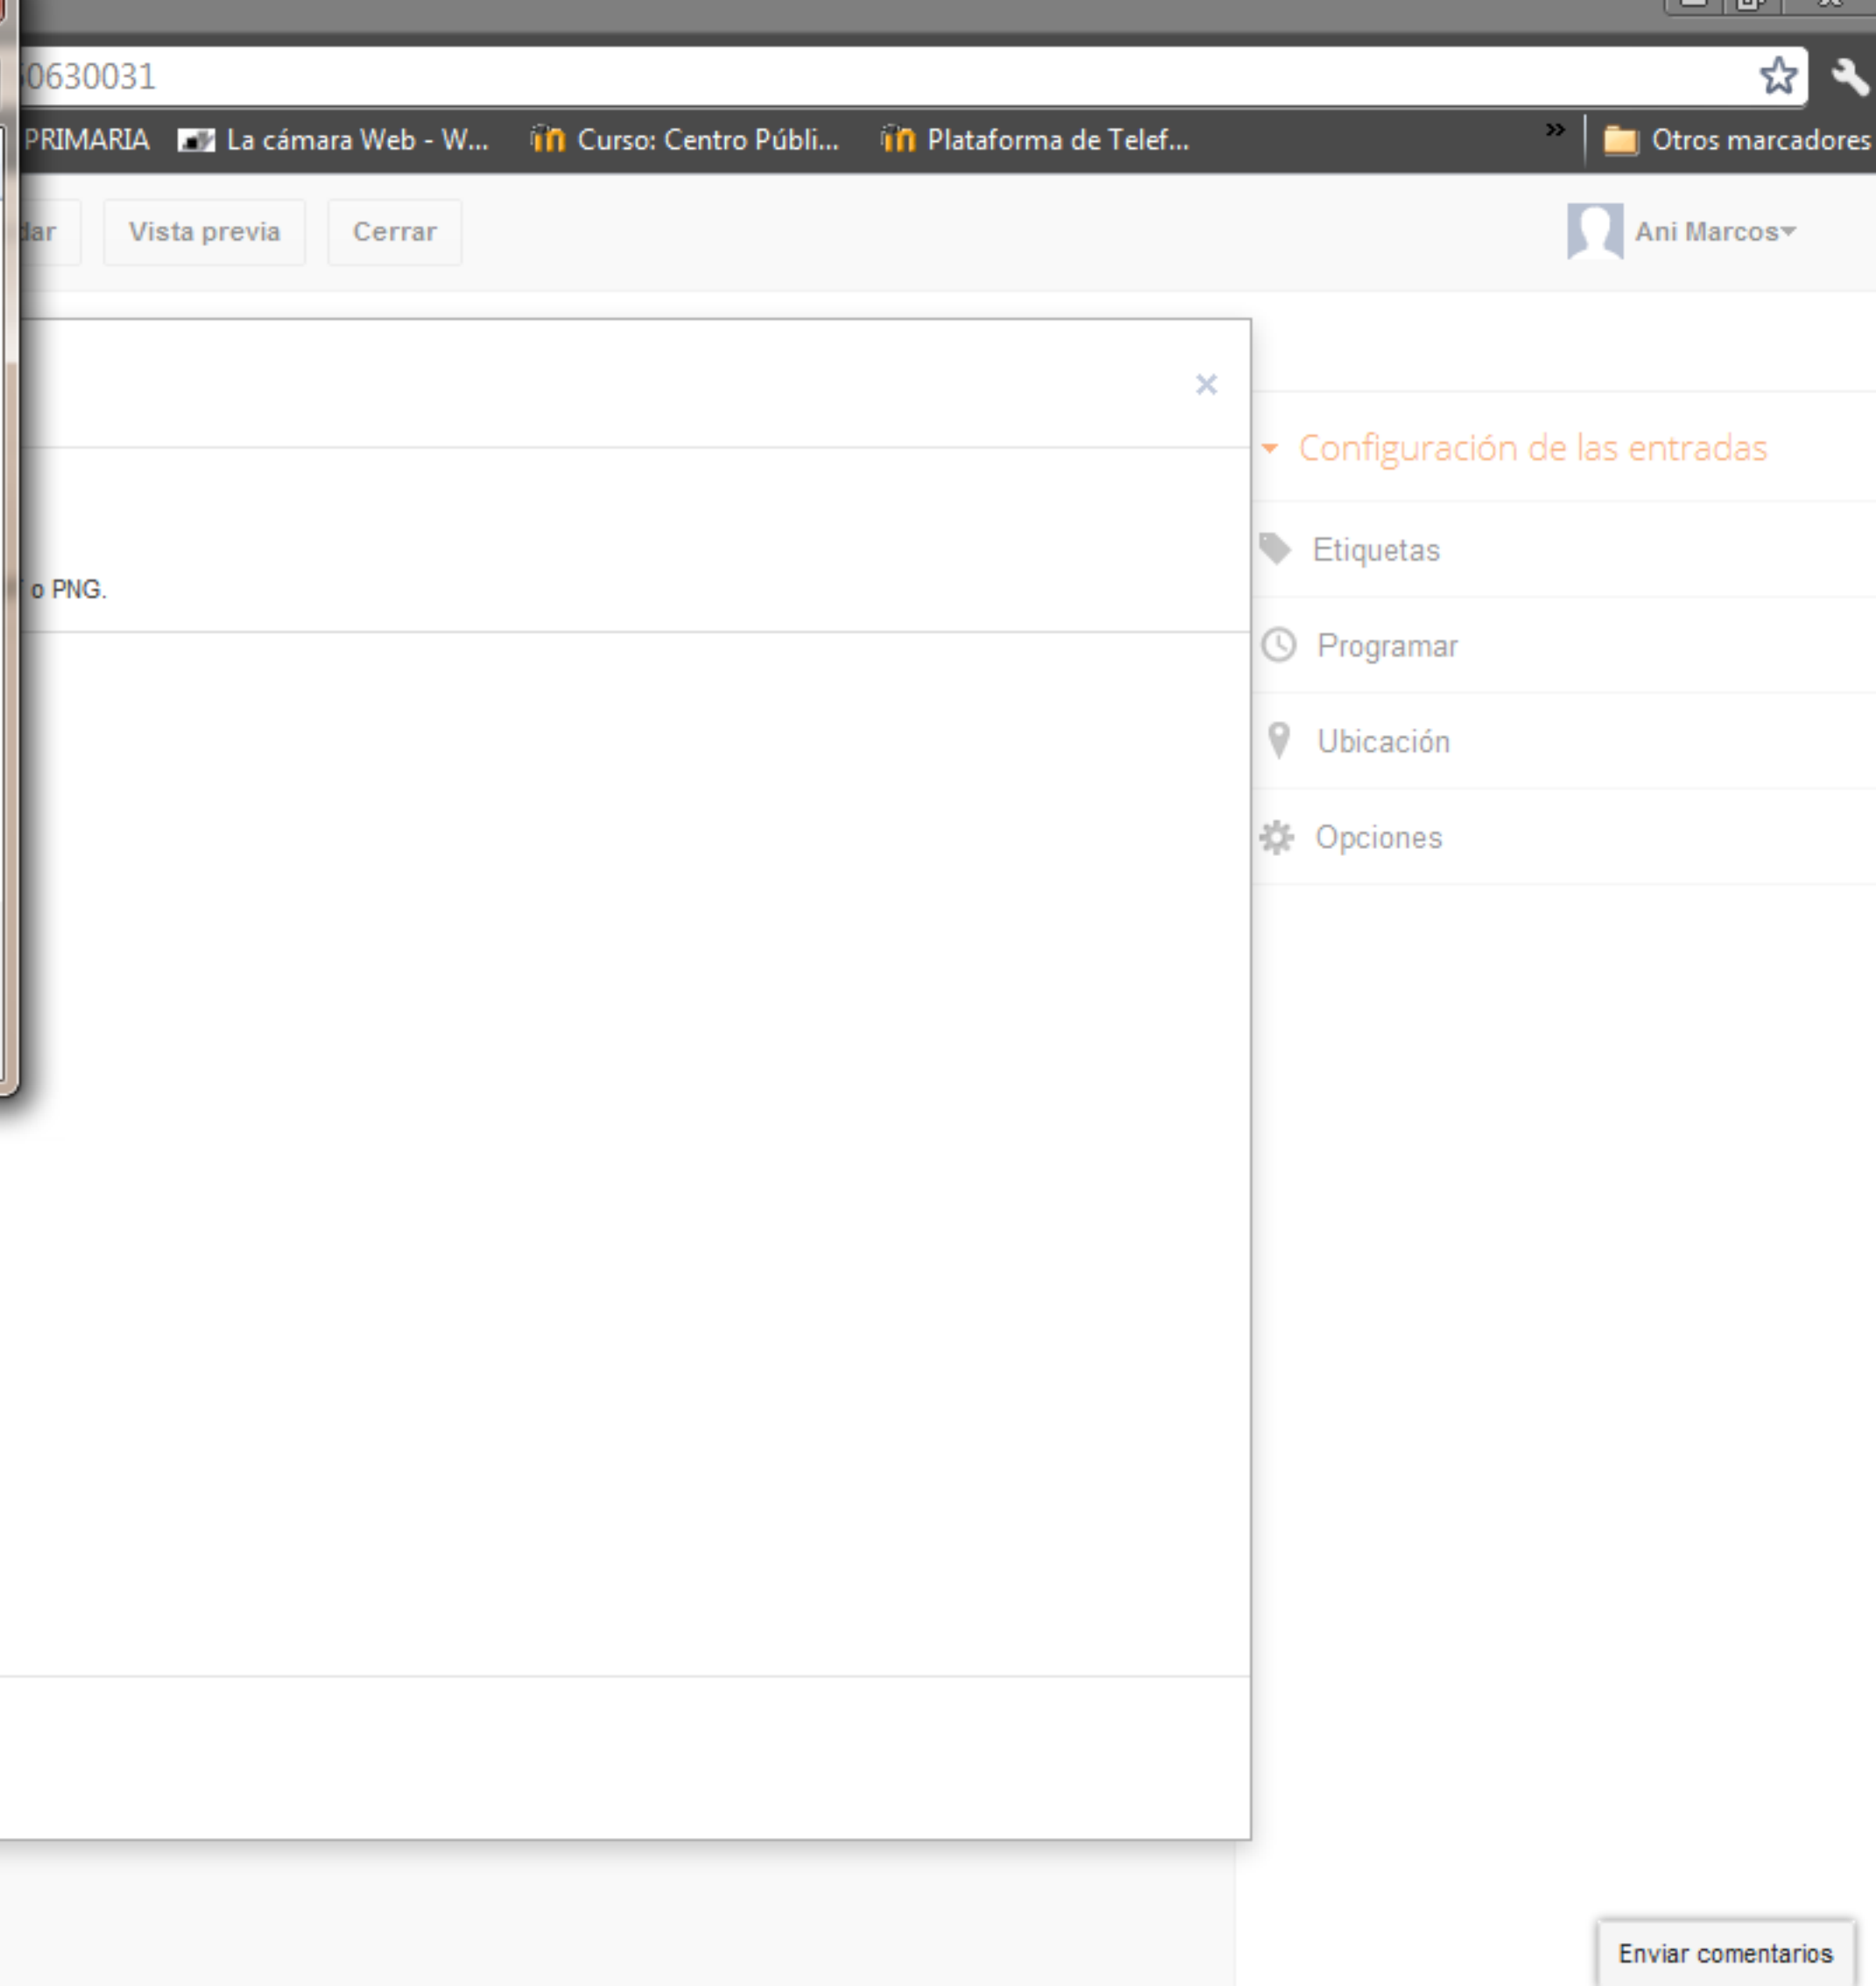 0630031
PRIMARIA La cámara Web - W... Curso: Centro Públi... Plataforma de Telef... » Otros marcadores
dar Vista previa Cerrar Ani Marcos
Configuración de las entradas
Etiquetas
o PNG.
Programar
Ubicación
Opciones
Enviar comentarios